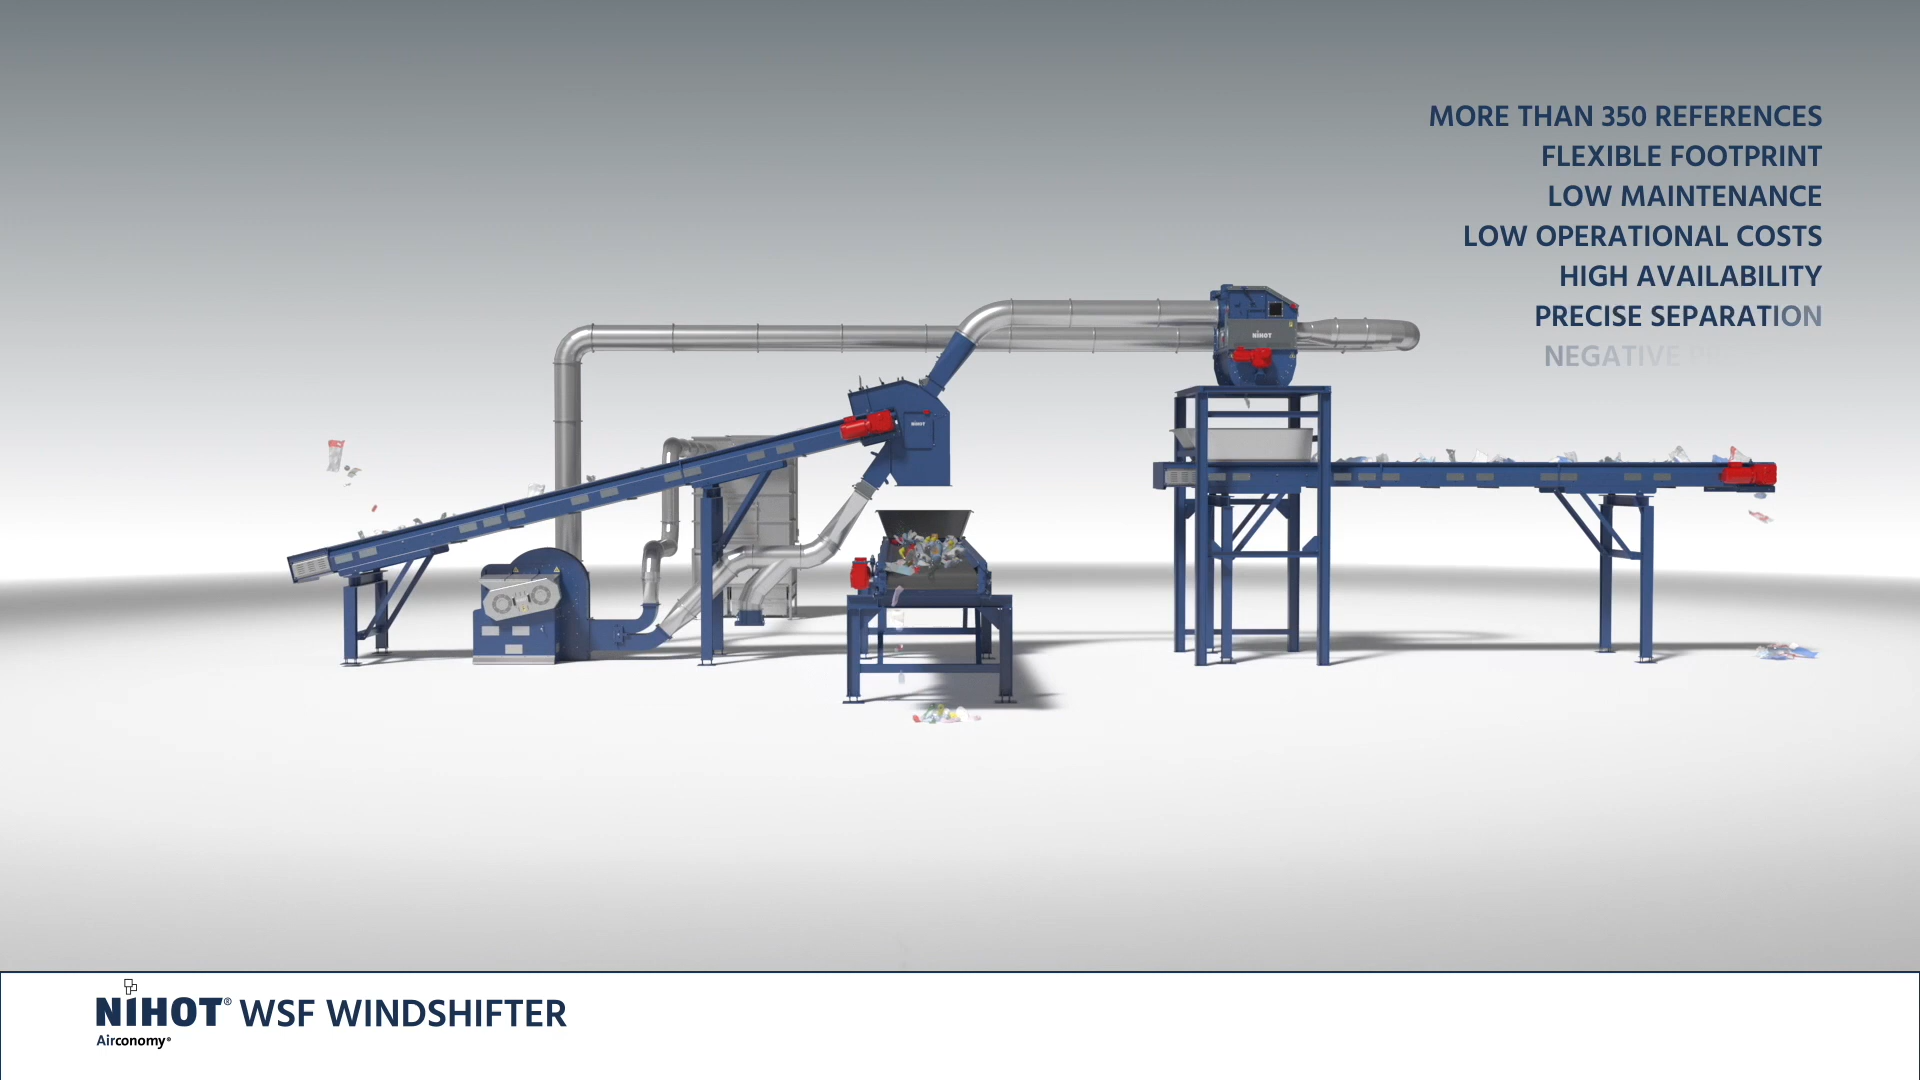 MORE THAN 350 REFERENCES
FLEXIBLE FOOTPRINT
LOW MAINTENANCE
LOW OPERATIONAL COSTS
HIGH AVAILABILITY
PRECISE SEPARATION
NEGATIVE
NIHOT
NIHOT
NIHOT® WSF WINDSHIFTER
Airconomy®